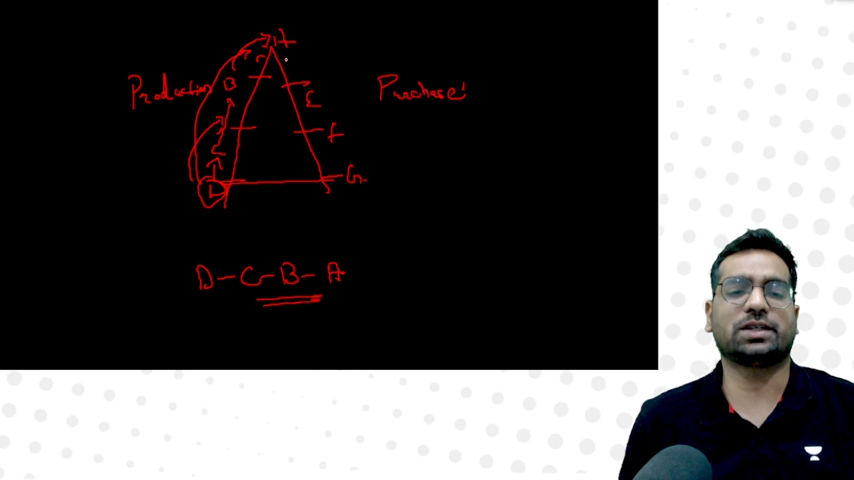 A
Production B Purchase
E
C F
D G
D-C-B-A